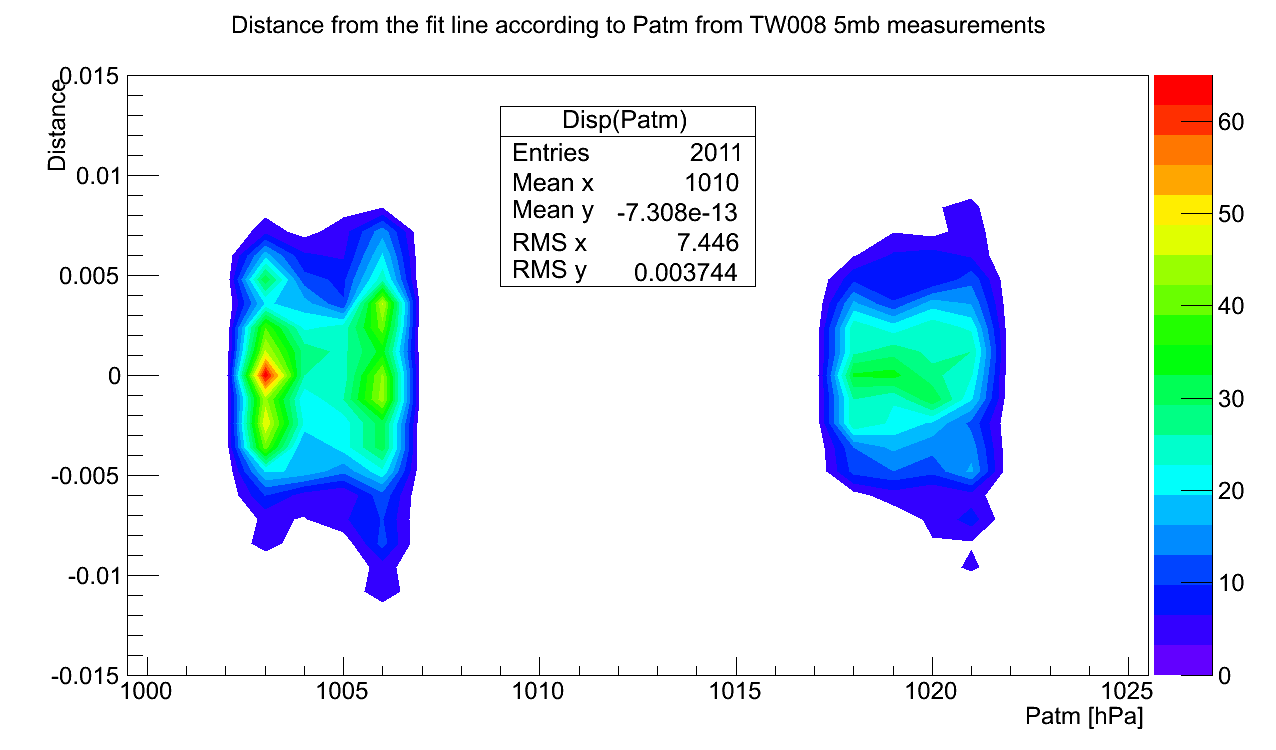 Distance from the fit line according to Patm from TW008 5mb measurements
Distance
0.015
0.01
0.005
0
-0.005
-0.01
-0.015
Disp(Patm)
Entries 2011
Mean x 1010
Mean y -7.308e-13
RMS x 7.446
RMS y 0.003744
60
50
40
30
20
10
0
1000 1005 1010 1015 1020 1025
Patm [hPa]